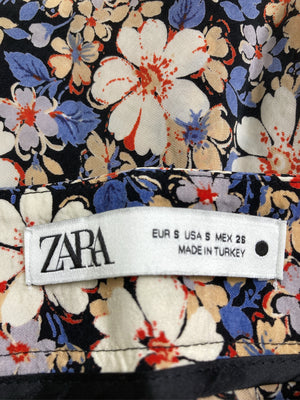 ZARA
EUR S USA S MEX 26
MADE IN TURKEY